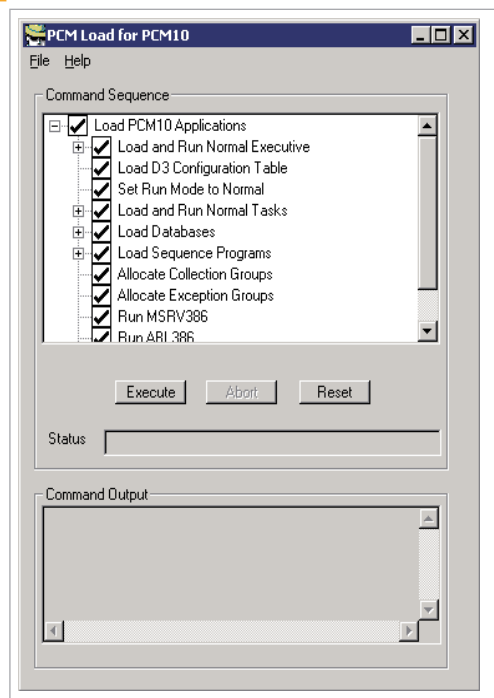 PCM Load for PCM10
File Help
Command Sequence
Load PCM10 Applications
Load and Run Normal Executive
Load D3 Configuration Table
Set Run Mode to Normal
Load and Run Normal Tasks
Load Databases
Load Sequence Programs
Allocate Collection Groups
Allocate Exception Groups
Run MSRV386
Run ABL386
Execute Abort Reset
Status
Command Output